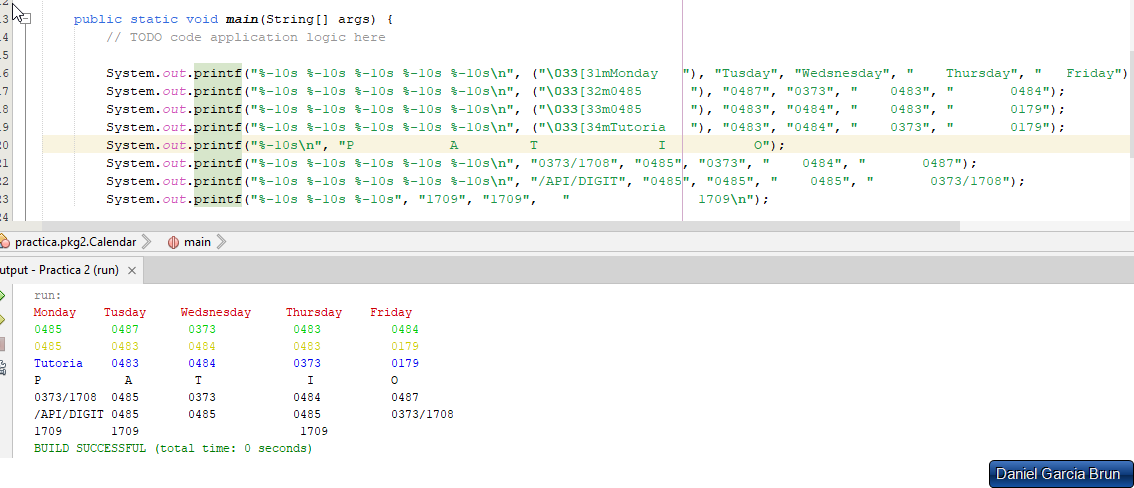 12
13 public static void main(String[] args) {
14 // TODO code application logic here
15
16 System.out.printf("%-10s %-10s %-10s %-10s %-10s\n", ("\033[31mMonday   "), "Tusday", "Wedsnesday", "    Thursday", "   Friday")
17 System.out.printf("%-10s %-10s %-10s %-10s %-10s\n", ("\033[32m0485       "), "0487", "0373", "    0483", "        0484");
18 System.out.printf("%-10s %-10s %-10s %-10s %-10s\n", ("\033[33m0485       "), "0483", "0484", "    0483", "        0179");
19 System.out.printf("%-10s %-10s %-10s %-10s %-10s\n", ("\033[34mTutoria   "), "0483", "0484", "    0373", "        0179");
20 System.out.printf("%-10s\n", "P            A         T                I            O");
21 System.out.printf("%-10s %-10s %-10s %-10s %-10s\n", "0373/1708", "0485", "0373", "    0484", "        0487");
22 System.out.printf("%-10s %-10s %-10s %-10s %-10s\n", "/API/DIGIT", "0485", "0485", "    0485", "        0373/1708");
23 System.out.printf("%-10s %-10s %-10s", "1709", "1709",   "                 1709\n");
24
practica.pkg2.Calendar main
utput - Practica 2 (run) ×
run:
Monday Tusday Wedsnesday Thursday Friday
0485 0487 0373 0483 0484
0485 0483 0484 0483 0179
Tutoria 0483 0484 0373 0179
P A T I O
0373/1708 0485 0373 0484 0487
/API/DIGIT 0485 0485 0485 0373/1708
1709 1709 1709
BUILD SUCCESSFUL (total time: 0 seconds)
Daniel Garcia Brun